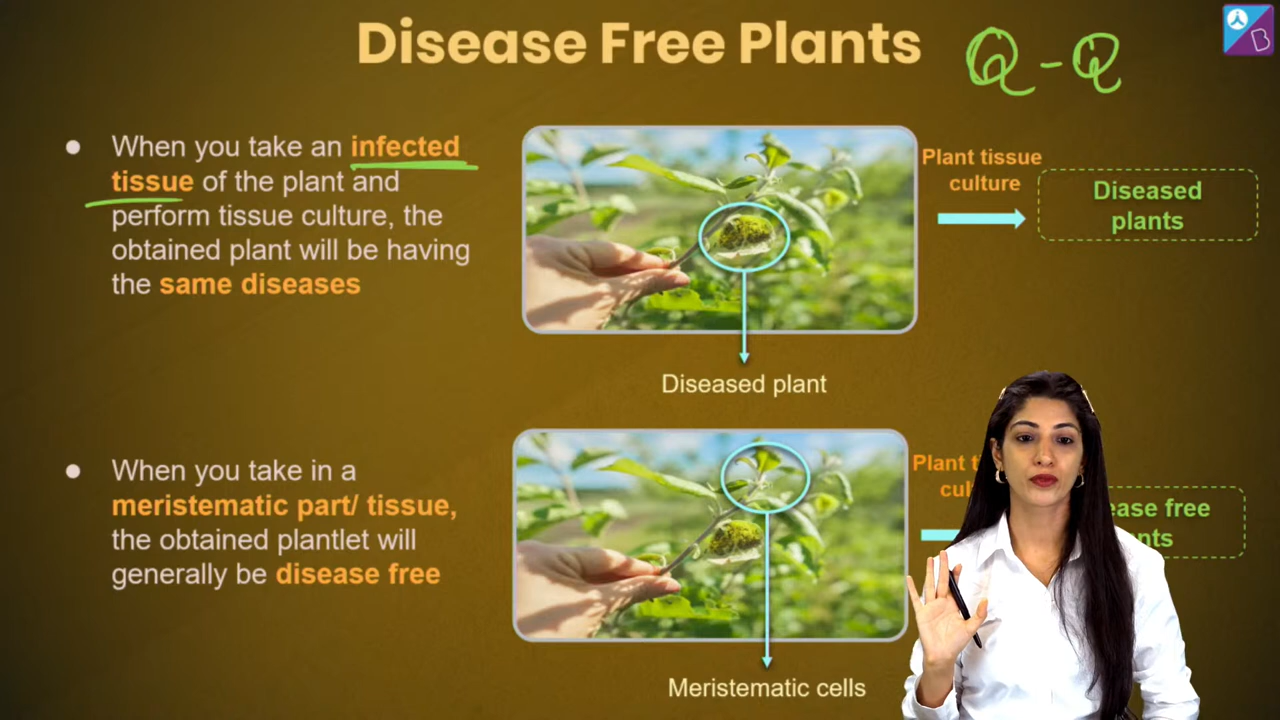 Disease Free Plants
Q - Q
B
● When you take an infected
tissue of the plant and
perform tissue culture, the
obtained plant will be having
the same diseases
Plant tissue
culture
Diseased
plants
Diseased plant
● When you take in a
meristematic part/ tissue,
the obtained plantlet will
generally be disease free
Plant
free
Meristematic cells